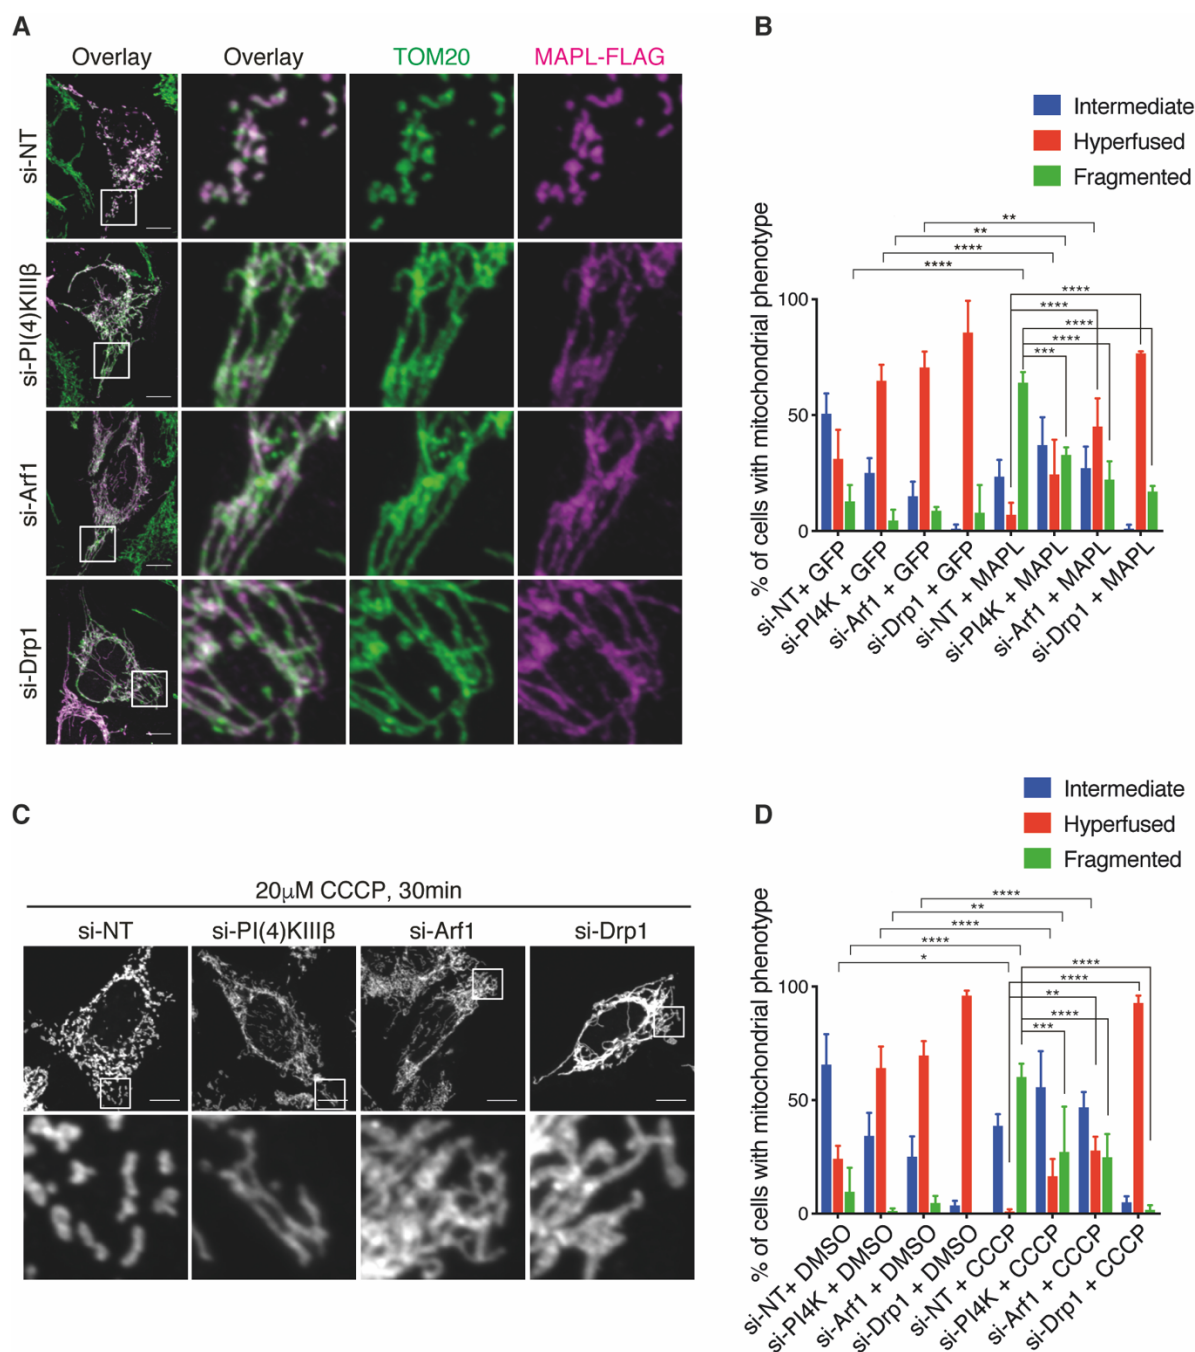 A
Overlay Overlay TOM20 MAPL-FLAG
si-NT
si-PI(4)KIIIβ
si-Arf1
si-Drp1
B
Intermediate
Hyperfused
Fragmented
% of cells with mitochondrial phenotype
**
**
****
****
****
****
****
****
***
100
50
0
si-NT+ GFP
si-PI4K + GFP
si-Arf1 + GFP
si-Drp1 + GFP
si-NT + MAPL
si-PI4K + MAPL
si-Arf1 + MAPL
si-Drp1 + MAPL
C
20μM CCCP, 30min
si-NT si-PI(4)KIIIβ si-Arf1 si-Drp1
D
Intermediate
Hyperfused
Fragmented
% of cells with mitochondrial phenotype
****
**
****
****
*
****
****
**
****
***
100
50
0
si-NT+ DMSO
si-PI4K + DMSO
si-Arf1 + DMSO
si-Drp1 + DMSO
si-NT + CCCP
si-PI4K + CCCP
si-Arf1 + CCCP
si-Drp1 + CCCP